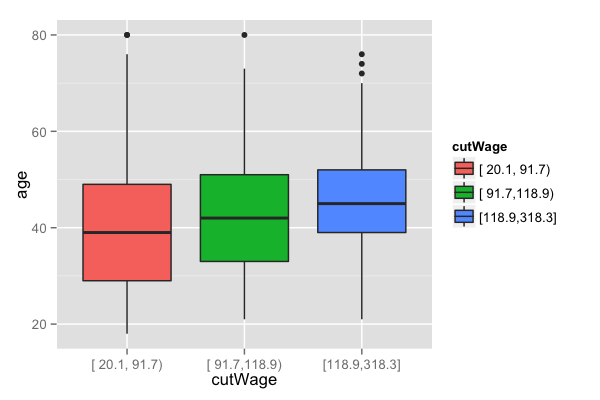 80
60
40
20
age
[ 20.1, 91.7)
[ 91.7,118.9)
[118.9,318.3]
cutWage
cutWage
[ 20.1, 91.7)
[ 91.7,118.9)
[118.9,318.3]